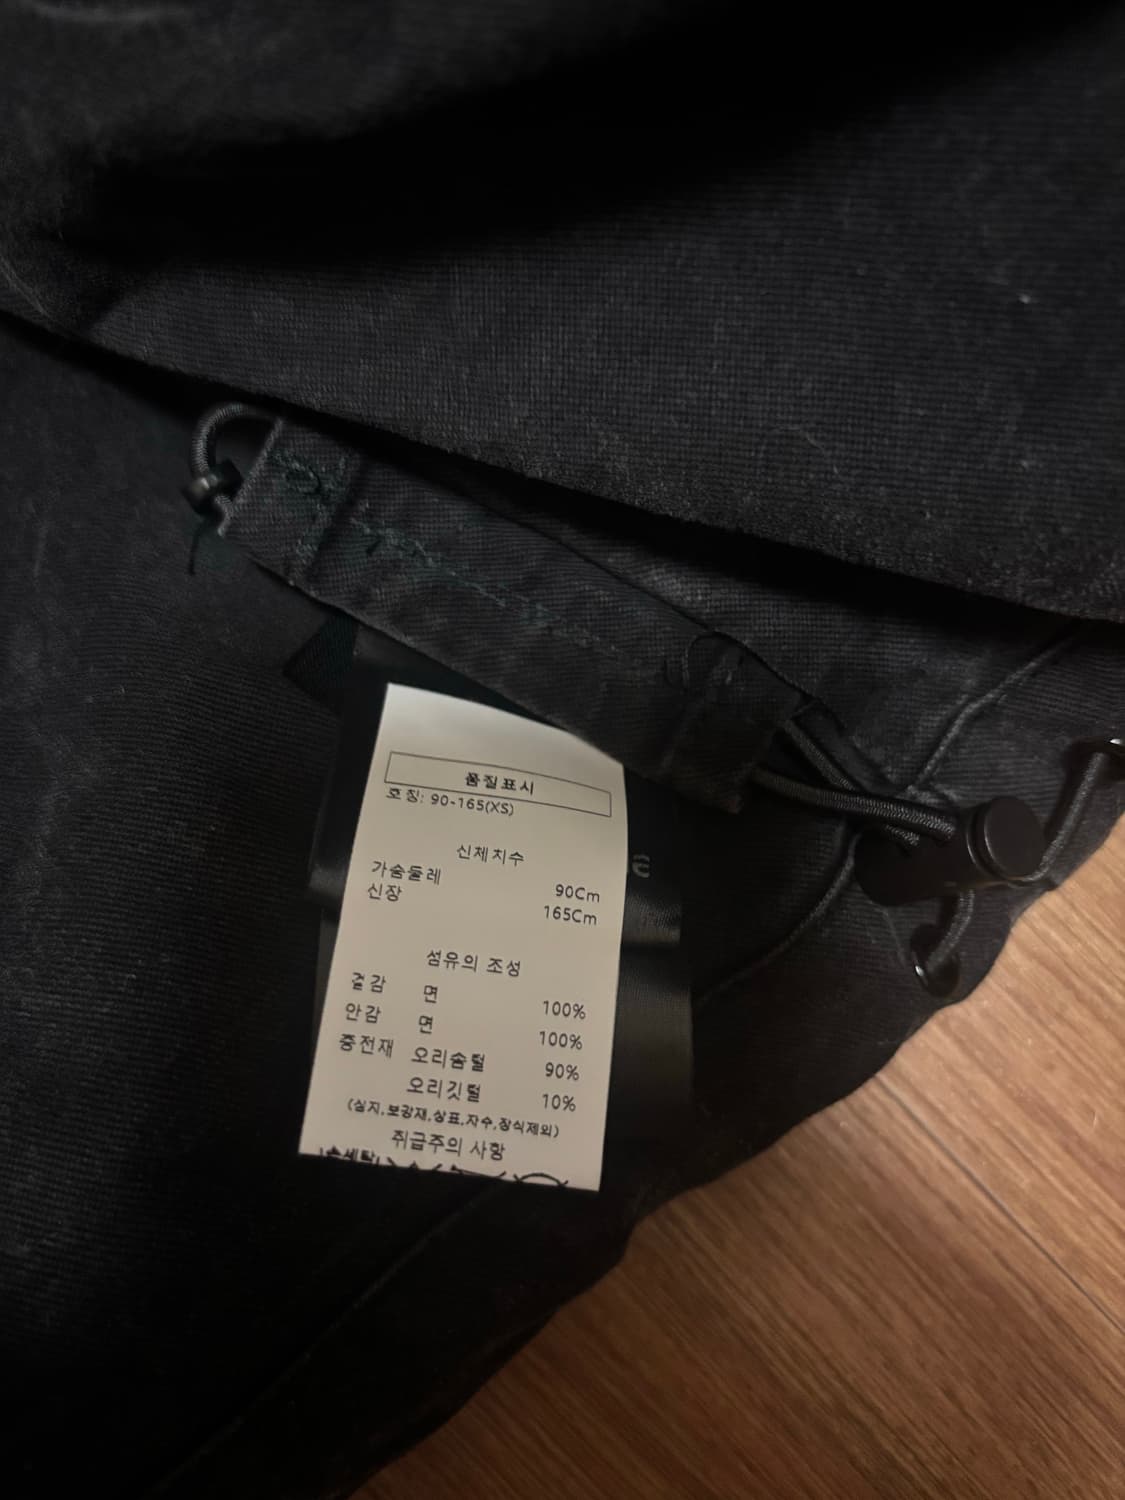 품질표시
호칭: 90-165(XS)
신체치수
가슴둘레 90Cm
신장 165Cm
섬유의 조성
겉감 면 100%
안감 면 100%
충전재 오리솜털 90%
오리깃털 10%
(심지,보강재,상표,자수,장식제외)
취급주의 사항